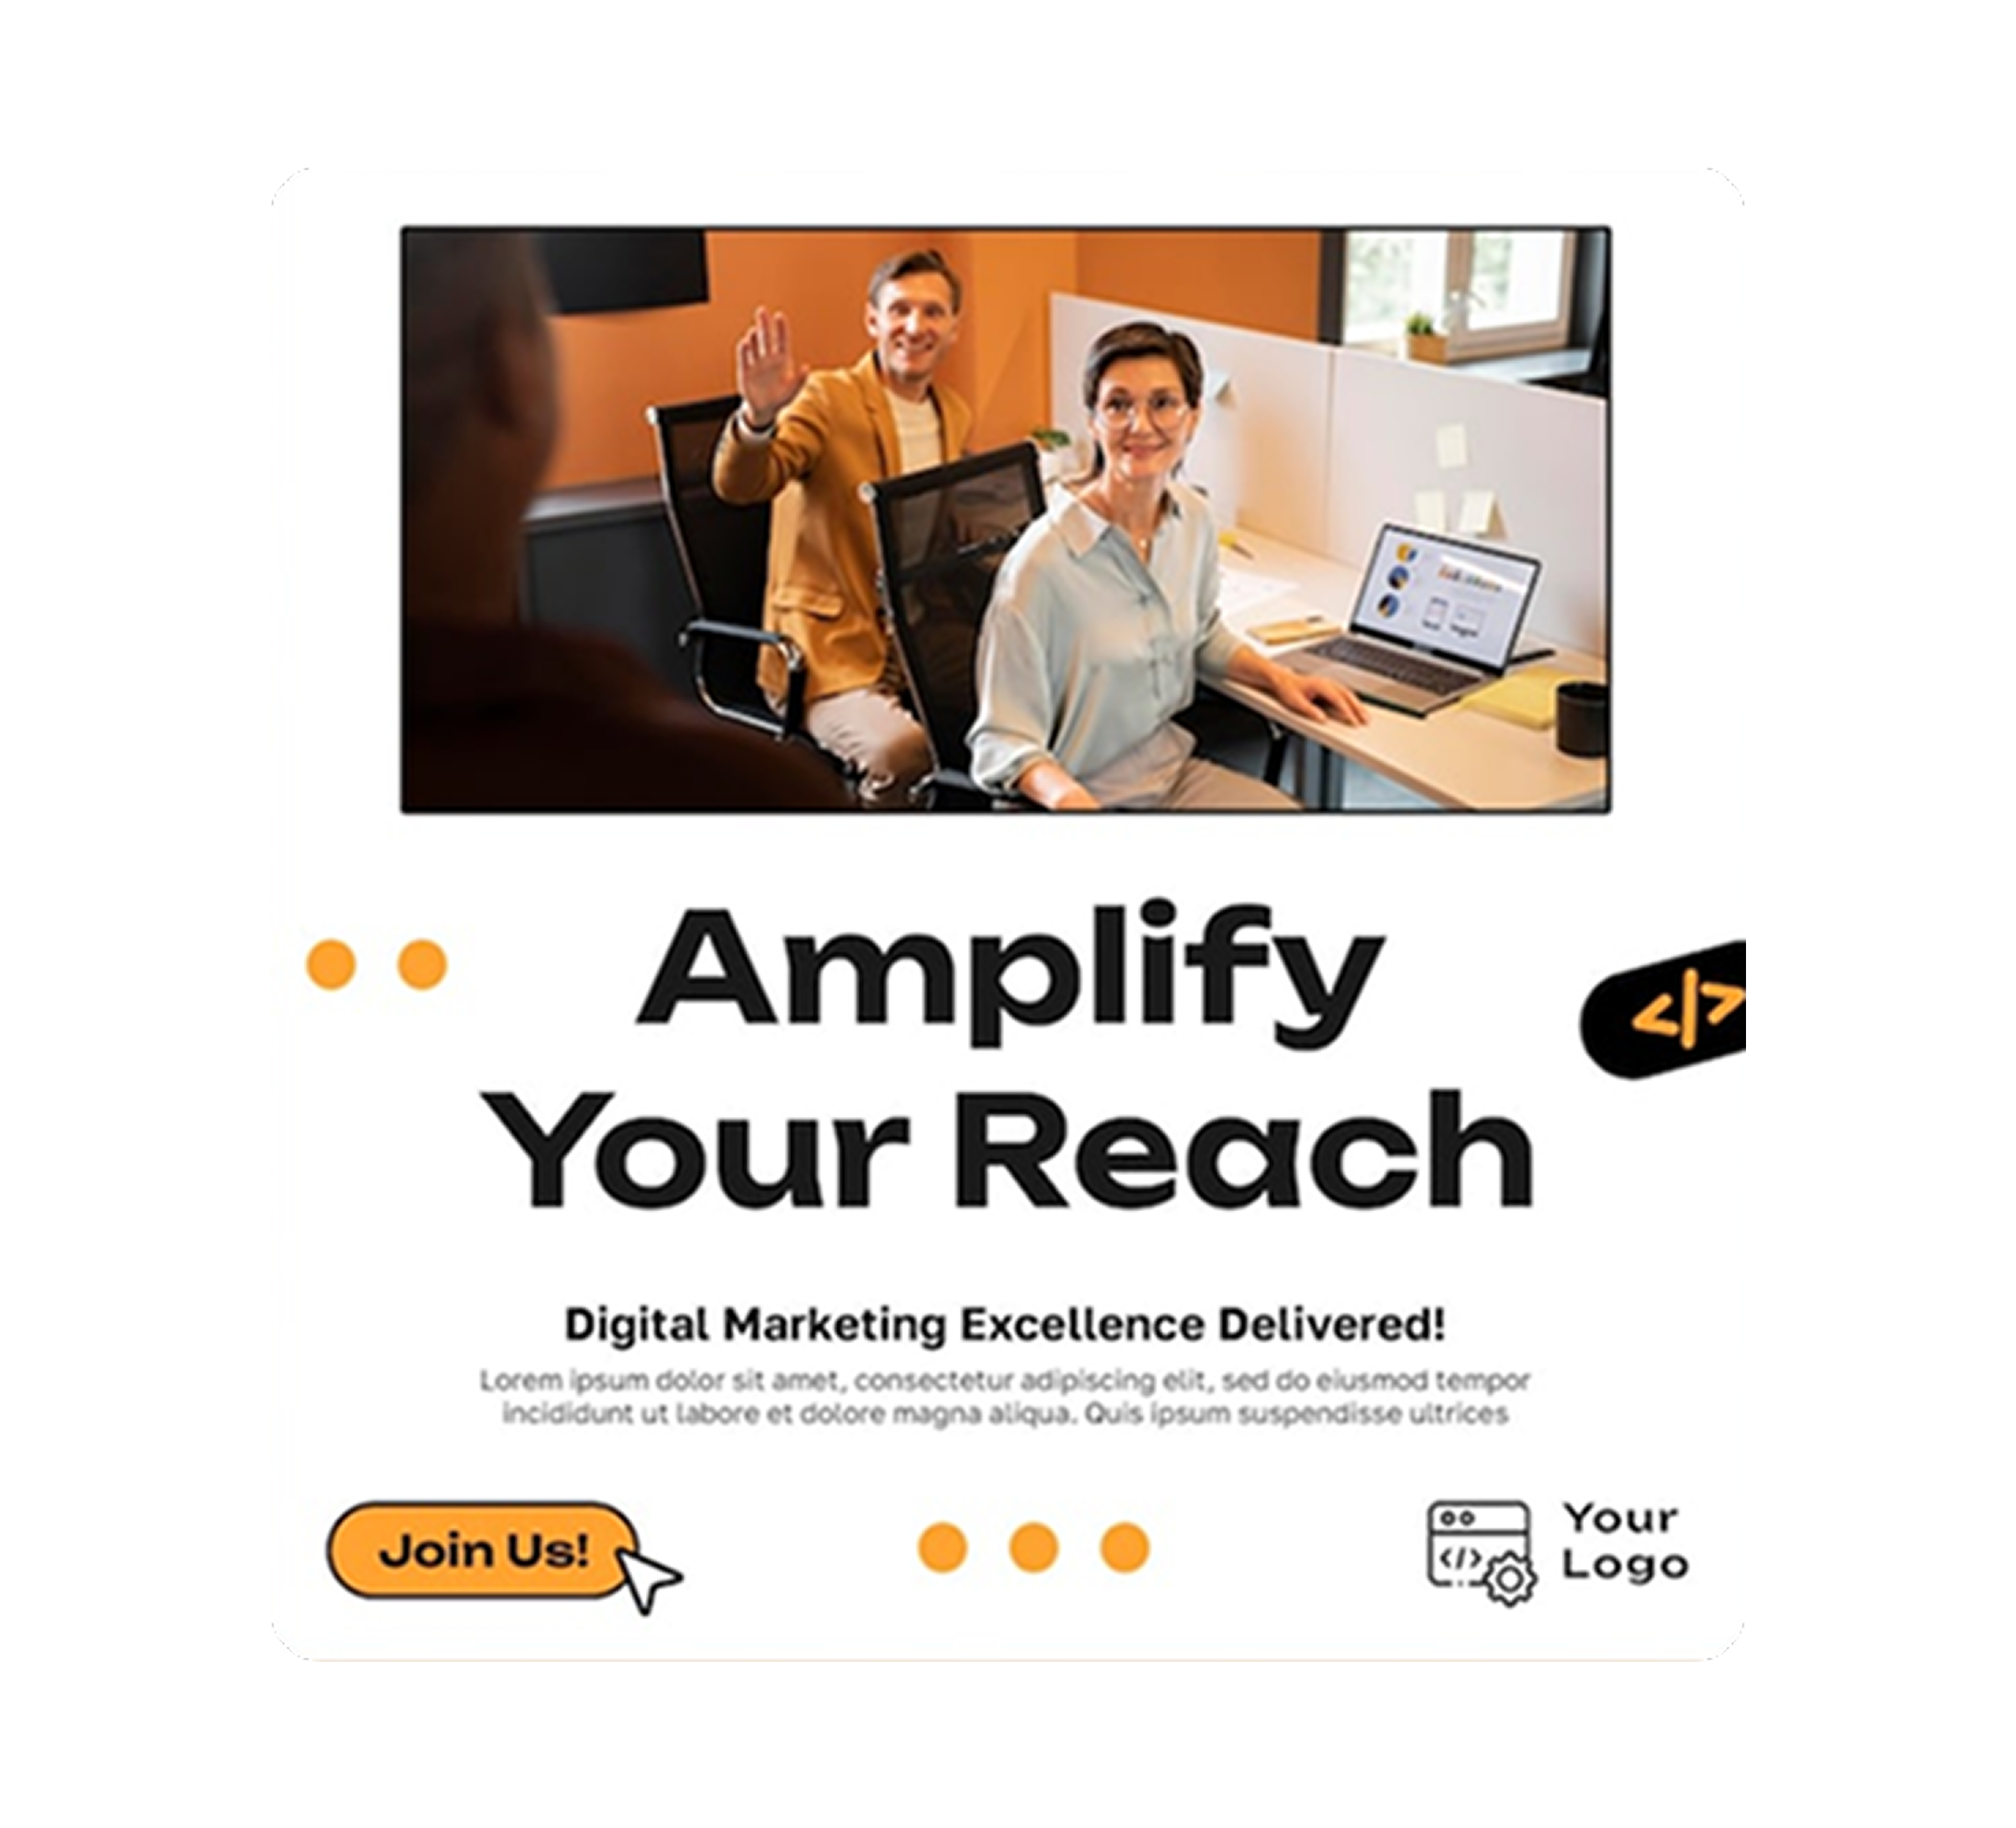 Amplify
</>
Your Reach
Digital Marketing Excellence Delivered!
Lorem ipsum dolor sit amet, consectetur adipiscing elit, sed do eiusmod tempor
incididunt ut labore et dolore magna aliqua. Quis ipsum suspendisse ultrices
Join Us!
</>
Your
Logo